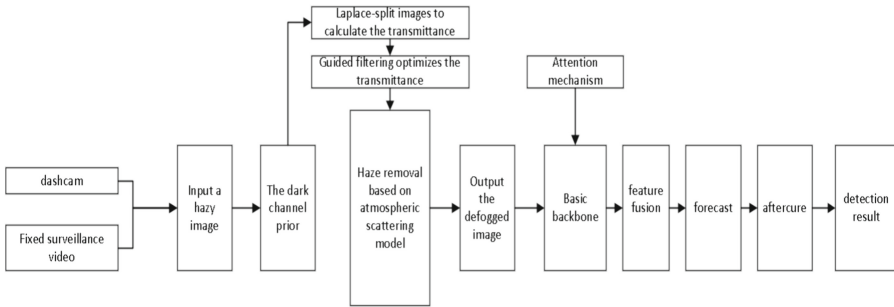 Laplace-split images to
calculate the transmittance
Guided filtering optimizes the
transmittance
Attention
mechanism
dashcam
Fixed surveillance
video
Input a
hazy
image
The dark
channel
prior
Haze removal
based on
atmospheric
scattering
model
Output
the
defogged
image
Basic
backbone
feature
fusion
forecast
aftercure
detection
result